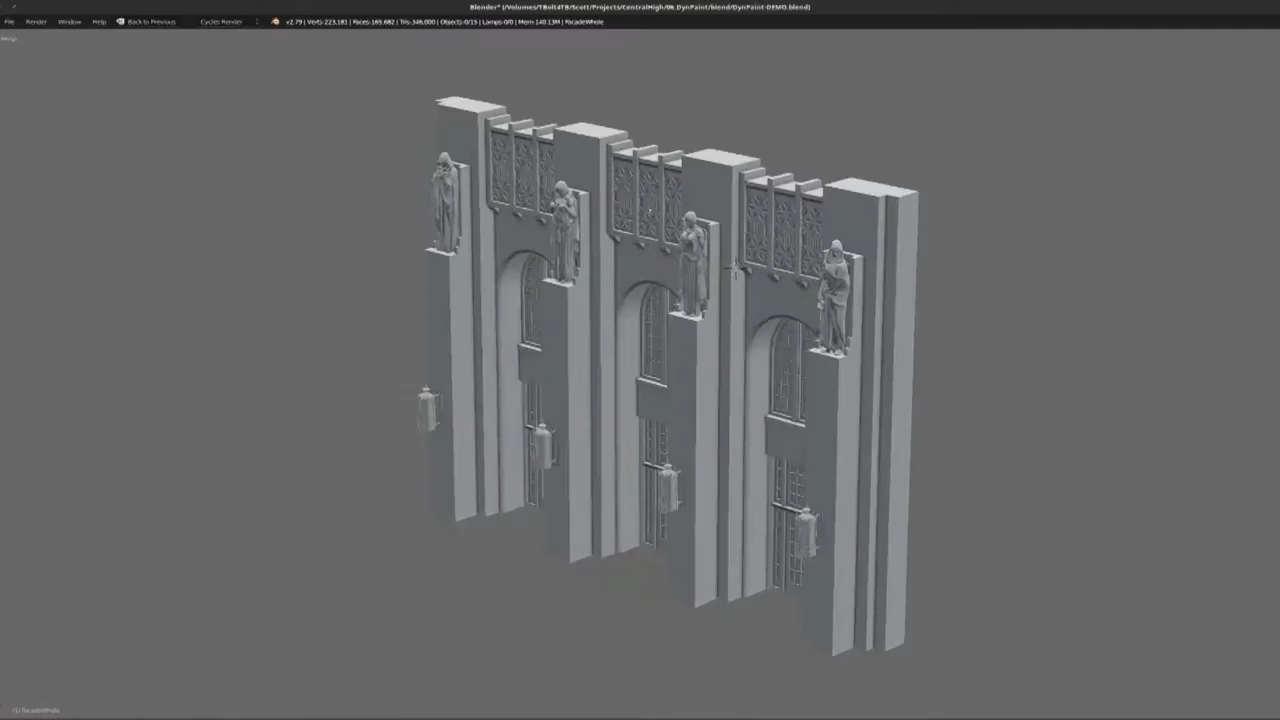 Blender* [/Volumes/TBolt4TB/Scott/Projects/CentralHigh/06.DynPaint/blend/DynPaint-DEMO.blend]
File Render Window Help Back to Previous Cycles Render v2.79 | Verts:223,181 | Faces:165,682 | Tris:346,000 | Objects:0/15 | Lamps:0/0 | Mem:140.13M | FacadeWhole
(1) FacadeWhole